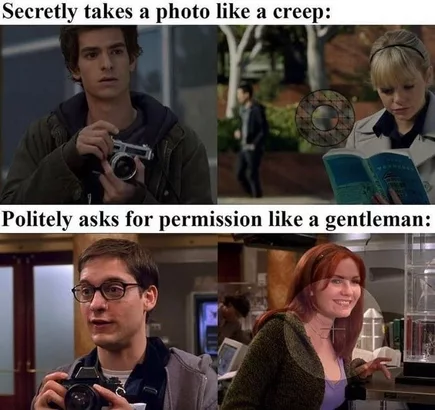 Secretly takes a photo like a creep:
Politely asks for permission like a gentleman: